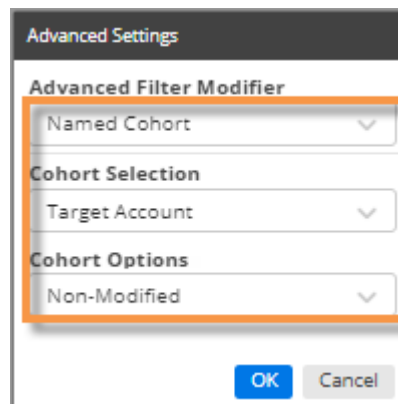 Advanced Settings
Advanced Filter Modifier
Named Cohort
Cohort Selection
Target Account
Cohort Options
Non-Modified
OK Cancel